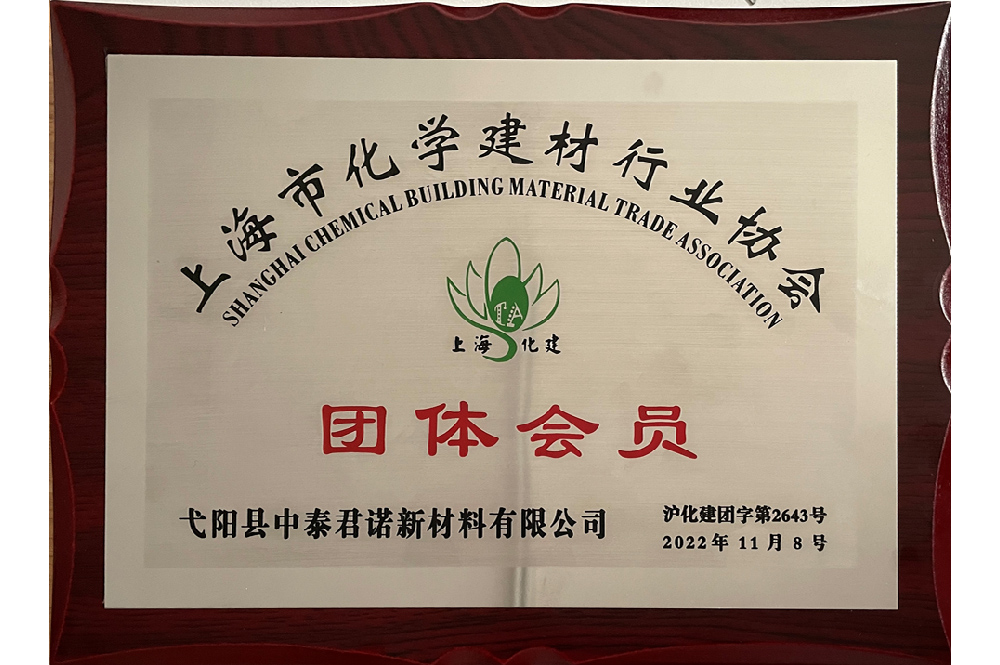 上海市化学建材行业协会
SHANGHAI CHEMICAL BUILDING MATERIAL TRADE ASSOCIATION
TA
上海化建
团体会员
弋阳县中泰君诺新材料有限公司
沪化建团字第2643号
2022年11月8号